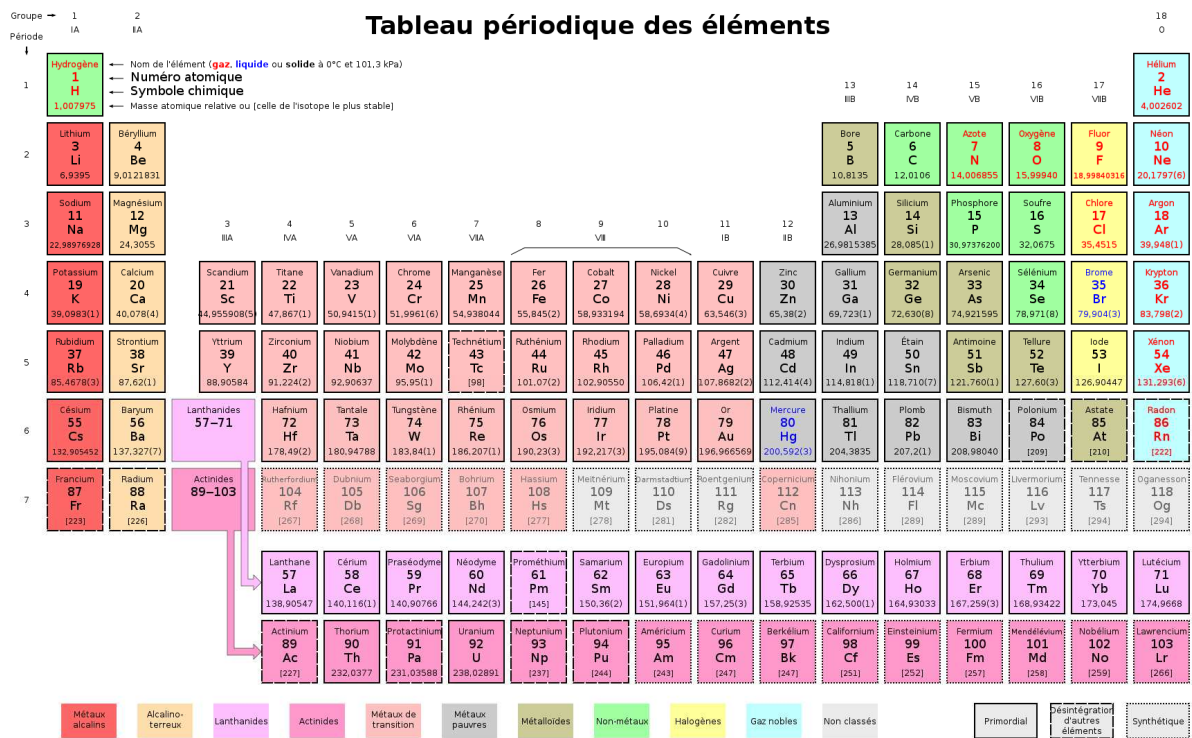 Tableau périodique des éléments
Groupe → 1 2 18
IA IIA 0
Période
Hydrogène
1
H
1,007975
Nom de l'élément (gaz, liquide ou solide à 0°C et 101,3 kPa)
Numéro atomique
Symbole chimique
Masse atomique relative ou [celle de l'isotope le plus stable]
Hélium
2
He
4,002602
1
13 14 15 16 17
IIIB IVB VB VIB VIIB
Lithium Béryllium Bore Carbone Azote Oxygène Fluor Néon
3 4 5 6 7 8 9 10
2 Li Be B C N O F Ne
6,9395 9,0121831 10,8135 12,0106 14,006855 15,99940 18,99840316 20,1797(6)
Sodium Magnésium Aluminium Silicium Phosphore Soufre Chlore Argon
11 12 13 14 15 16 17 18
3 Na Mg Al Si P S Cl Ar
22,98976928 24,3055 26,9815385 28,085(1) 30,97376200 32,0675 35,4515 39,948(1)
3 4 5 6 7 8 9 10 11 12
IIIA IVA VA VIA VIIA VIII IB IIB
Potassium Calcium Scandium Titane Vanadium Chrome Manganèse Fer Cobalt Nickel Cuivre Zinc Gallium Germanium Arsenic Sélénium Brome Krypton
19 20 21 22 23 24 25 26 27 28 29 30 31 32 33 34 35 36
4 K Ca Sc Ti V Cr Mn Fe Co Ni Cu Zn Ga Ge As Se Br Kr
39,0983(1) 40,078(4) 44,955908(5) 47,867(1) 50,9415(1) 51,9961(6) 54,938044 55,845(2) 58,933194 58,6934(4) 63,546(3) 65,38(2) 69,723(1) 72,630(8) 74,921595 78,971(8) 79,904(3) 83,798(2)
Rubidium Strontium Yttrium Zirconium Niobium Molybdène Technétium Ruthénium Rhodium Palladium Argent Cadmium Indium Étain Antimoine Tellure Iode Xénon
37 38 39 40 41 42 43 44 45 46 47 48 49 50 51 52 53 54
5 Rb Sr Y Zr Nb Mo Tc Ru Rh Pd Ag Cd In Sn Sb Te I Xe
85,4678(3) 87,62(1) 88,90584 91,224(2) 92,90637 95,95(1) [98] 101,07(2) 102,90550 106,42(1) 107,8682(2) 112,414(4) 114,818(1) 118,710(7) 121,760(1) 127,60(3) 126,90447 131,293(6)
Césium Baryum Lanthanides Hafnium Tantale Tungstène Rhénium Osmium Iridium Platine Or Mercure Thallium Plomb Bismuth Polonium Astate Radon
55 56 57–71 72 73 74 75 76 77 78 79 80 81 82 83 84 85 86
6 Cs Ba Hf Ta W Re Os Ir Pt Au Hg Tl Pb Bi Po At Rn
132,905452 137,327(7) 178,49(2) 180,94788 183,84(1) 186,207(1) 190,23(3) 192,217(3) 195,084(9) 196,966569 200,592(3) 204,3835 207,2(1) 208,98040 [209] [210] [222]
Francium Radium Actinides Rutherfordium Dubnium Seaborgium Bohrium Hassium Meitnérium Darmstadtium Roentgenium Copernicium Nihonium Flérovium Moscovium Livermorium Tennesse Oganesson
87 88 89–103 104 105 106 107 108 109 110 111 112 113 114 115 116 117 118
7 Fr Ra Rf Db Sg Bh Hs Mt Ds Rg Cn Nh Fl Mc Lv Ts Og
[223] [226] [267] [268] [269] [270] [277] [278] [281] [282] [285] [286] [289] [289] [293] [294] [294]
Lanthane Cérium Praséodyme Néodyme Prométhium Samarium Europium Gadolinium Terbium Dysprosium Holmium Erbium Thulium Ytterbium Lutécium
57 58 59 60 61 62 63 64 65 66 67 68 69 70 71
La Ce Pr Nd Pm Sm Eu Gd Tb Dy Ho Er Tm Yb Lu
138,90547 140,116(1) 140,90766 144,242(3) [145] 150,36(2) 151,964(1) 157,25(3) 158,92535 162,500(1) 164,93033 167,259(3) 168,93422 173,045 174,9668
Actinium Thorium Protactinium Uranium Neptunium Plutonium Américium Curium Berkélium Californium Einsteinium Fermium Mendélévium Nobélium Lawrencium
89 90 91 92 93 94 95 96 97 98 99 100 101 102 103
Ac Th Pa U Np Pu Am Cm Bk Cf Es Fm Md No Lr
[227] 232,0377 231,03588 238,02891 [237] [244] [243] [247] [247] [251] [252] [257] [258] [259] [266]
Métaux alcalins
Alcalino-terreux
Lanthanides
Actinides
Métaux de transition
Métaux pauvres
Métalloïdes
Non-métaux
Halogènes
Gaz nobles
Non classés
Primordial
Désintégration d'autres éléments
Synthétique